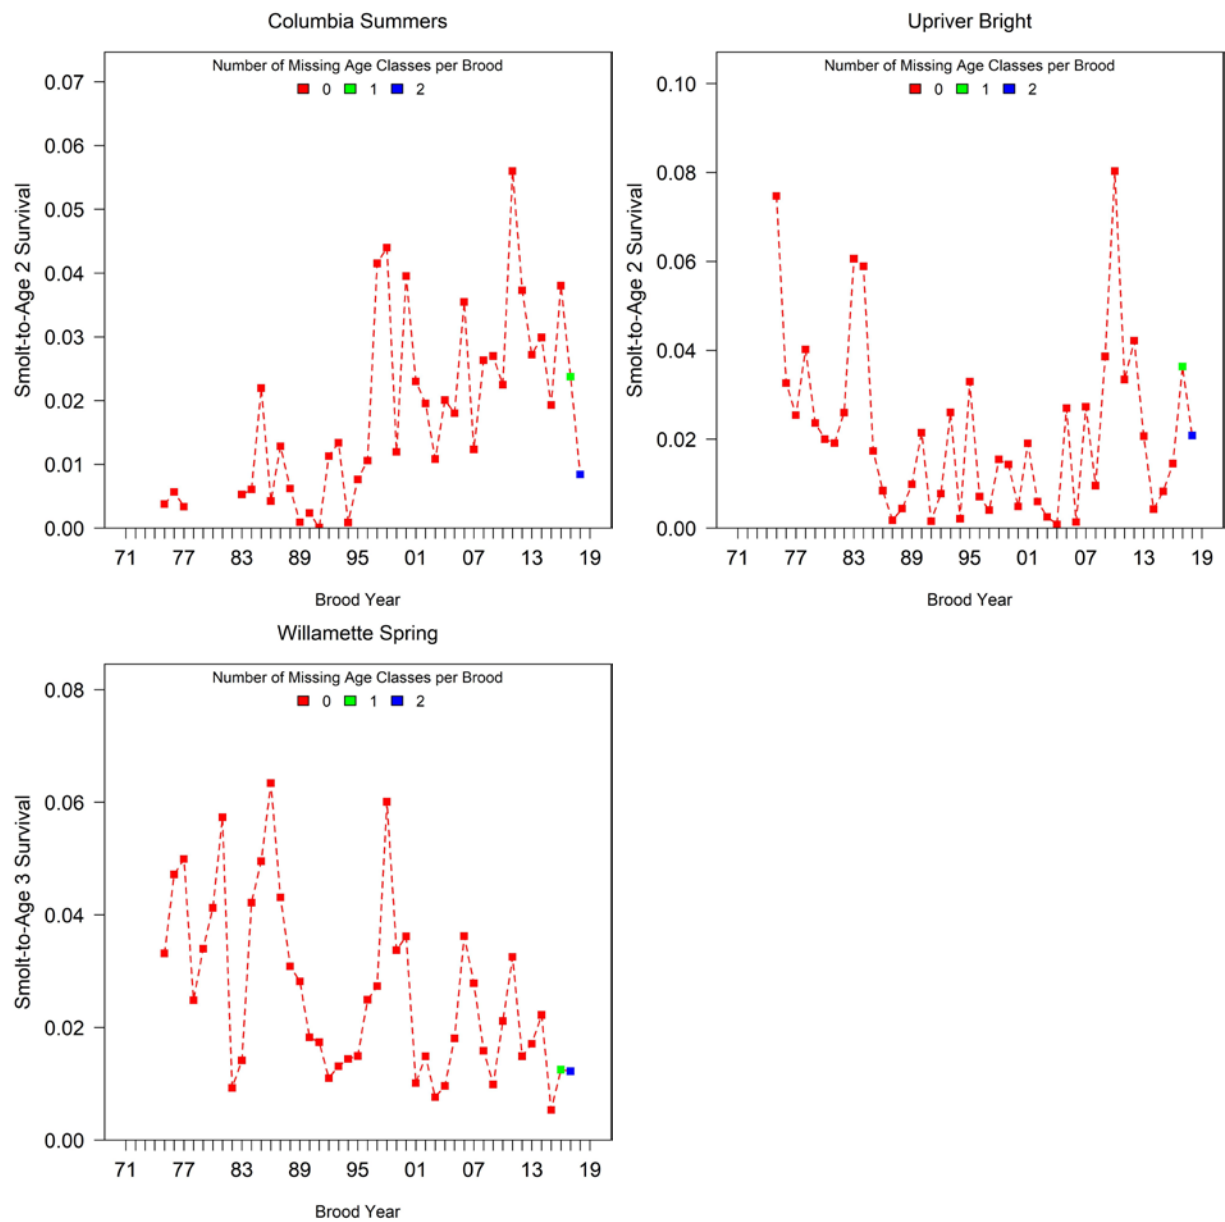 Columbia Summers
Number of Missing Age Classes per Brood
0 1 2
0.07
0.06
0.05
0.04
0.03
0.02
0.01
0.00
Smolt-to-Age 2 Survival
71 77 83 89 95 01 07 13 19
Brood Year
Upriver Bright
Number of Missing Age Classes per Brood
0 1 2
0.10
0.08
0.06
0.04
0.02
0.00
Smolt-to-Age 2 Survival
71 77 83 89 95 01 07 13 19
Brood Year
Willamette Spring
Number of Missing Age Classes per Brood
0 1 2
0.08
0.06
0.04
0.02
0.00
Smolt-to-Age 3 Survival
71 77 83 89 95 01 07 13 19
Brood Year